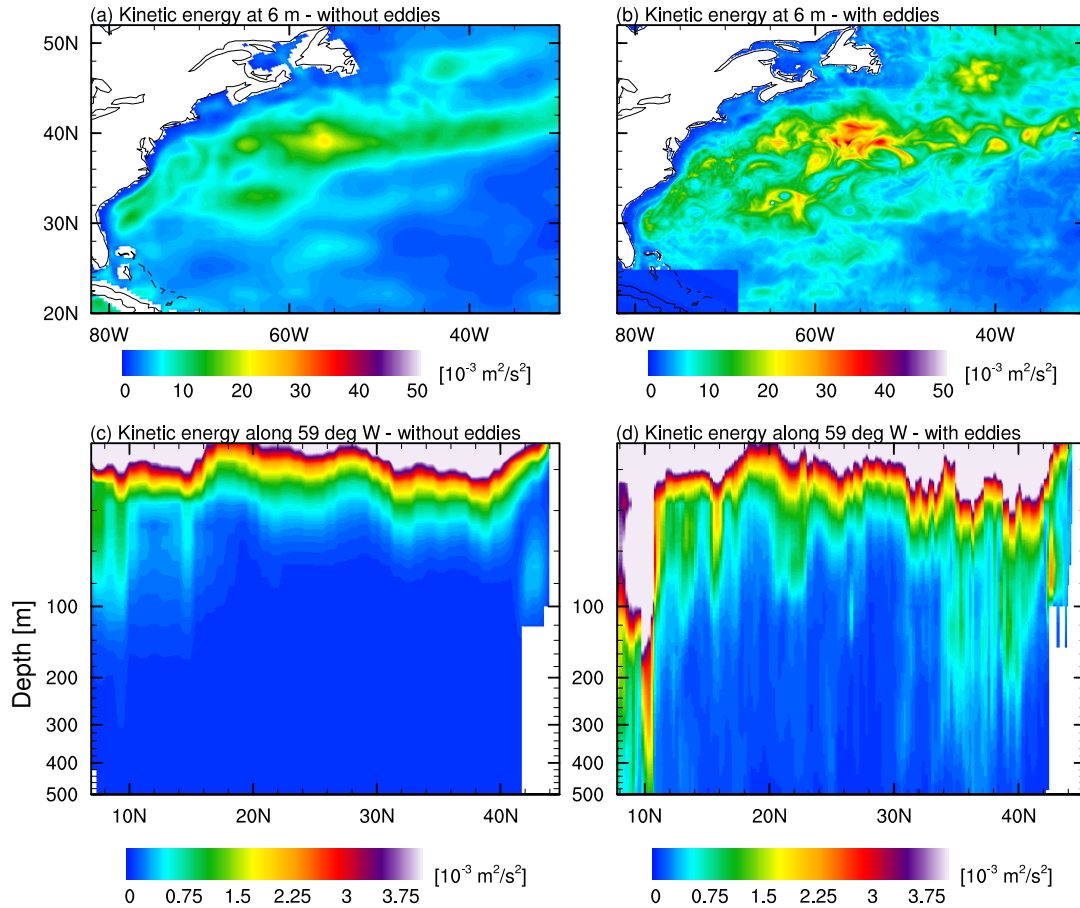 (a) Kinetic energy at 6 m - without eddies
(b) Kinetic energy at 6 m - with eddies
50N
40N
30N
20N
80W 60W 40W
50N
40N
30N
20N
80W 60W 40W
0 10 20 30 40 50 [10⁻³ m²/s²]
0 10 20 30 40 50 [10⁻³ m²/s²]
(c) Kinetic energy along 59 deg W - without eddies
(d) Kinetic energy along 59 deg W - with eddies
Depth [m]
100
200
300
400
500
10N 20N 30N 40N
100
200
300
400
500
10N 20N 30N 40N
0 0.75 1.5 2.25 3 3.75 [10⁻³ m²/s²]
0 0.75 1.5 2.25 3 3.75 [10⁻³ m²/s²]